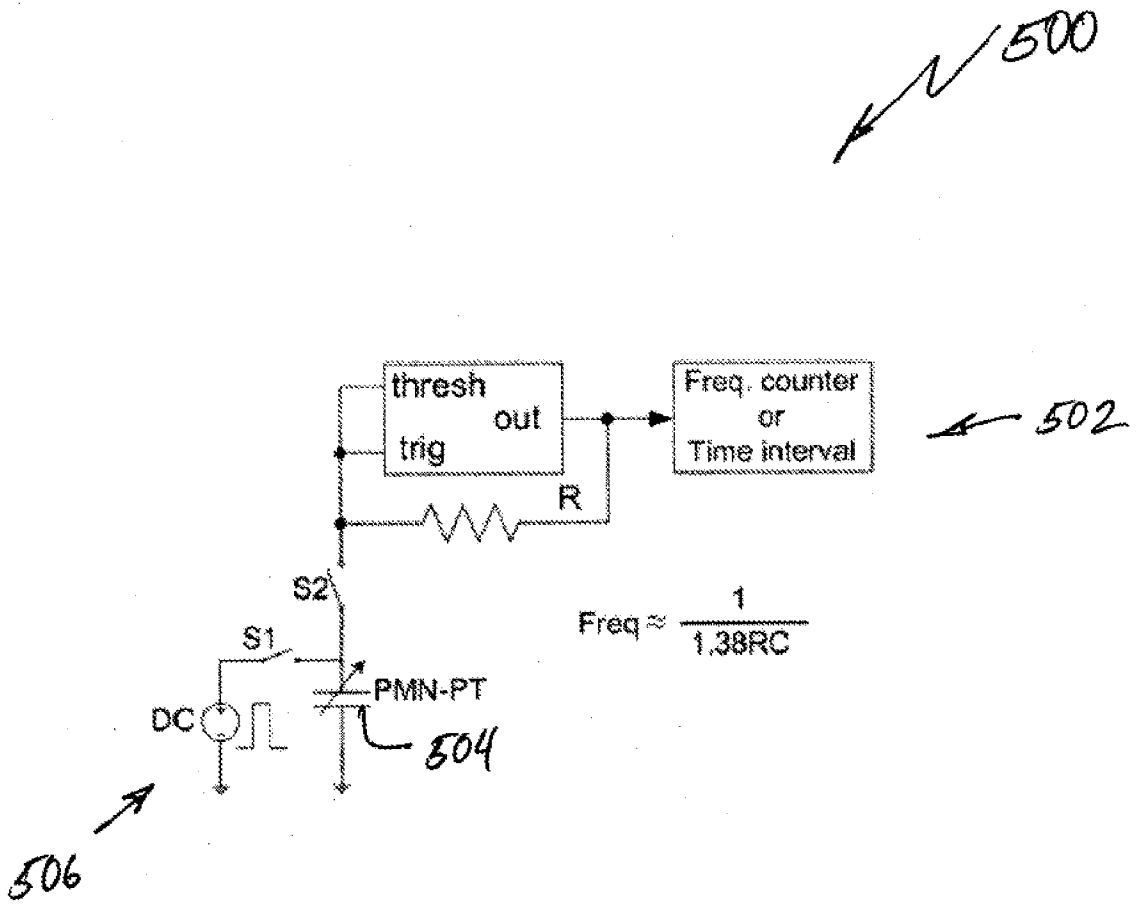 500
thresh
out
trig
Freq. counter
or
Time interval
502
R
S2
Freq ≈ 1
1.38RC
S1
PMN-PT
DC
504
506